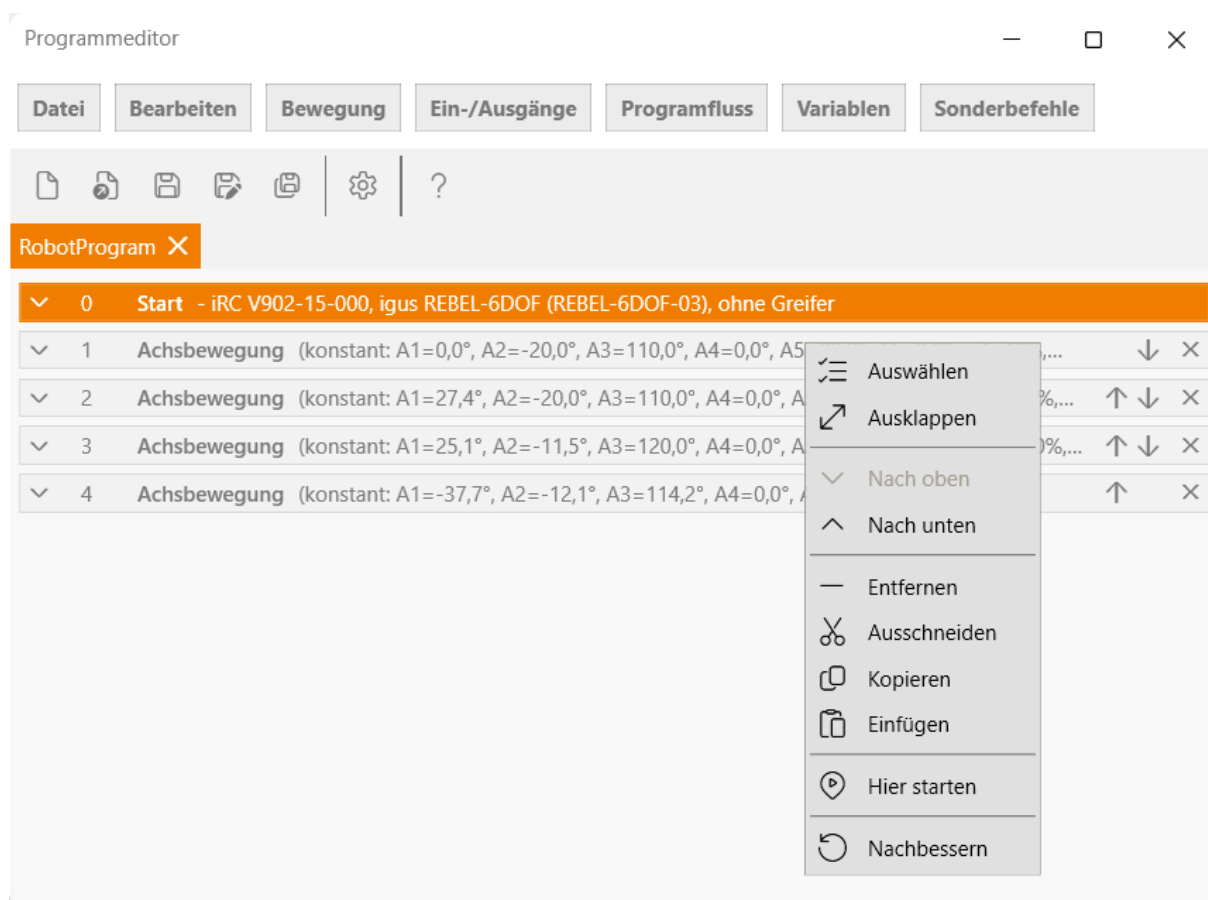 Programmeditor
Datei Bearbeiten Bewegung Ein-/Ausgänge Programfluss Variablen Sonderbefehle
RobotProgram
0 Start - iRC V902-15-000, igus REBEL-6DOF (REBEL-6DOF-03), ohne Greifer
1 Achsbewegung (konstant: A1=0,0°, A2=-20,0°, A3=110,0°, A4=0,0°, A5 ,...
2 Achsbewegung (konstant: A1=27,4°, A2=-20,0°, A3=110,0°, A4=0,0°, A %,...
3 Achsbewegung (konstant: A1=25,1°, A2=-11,5°, A3=120,0°, A4=0,0°, A 0%,...
4 Achsbewegung (konstant: A1=-37,7°, A2=-12,1°, A3=114,2°, A4=0,0°,
Auswählen
Ausklappen
Nach oben
Nach unten
Entfernen
Ausschneiden
Kopieren
Einfügen
Hier starten
Nachbessern